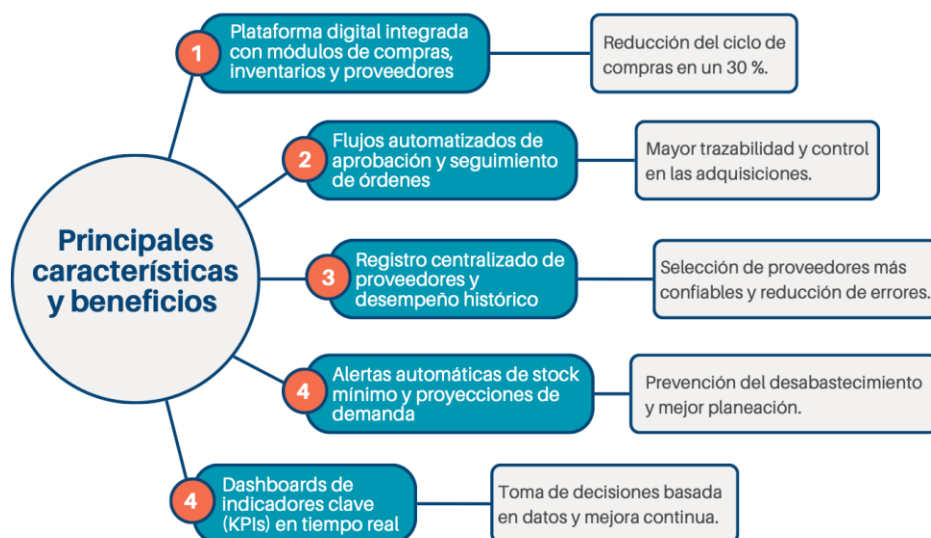 Principales
características
y beneficios
1
Plataforma digital integrada
con módulos de compras,
inventarios y proveedores
Reducción del ciclo de
compras en un 30 %.
2
Flujos automatizados de
aprobación y seguimiento
de órdenes
Mayor trazabilidad y control
en las adquisiciones.
3
Registro centralizado de
proveedores y
desempeño histórico
Selección de proveedores más
confiables y reducción de errores.
4
Alertas automáticas de stock
mínimo y proyecciones de
demanda
Prevención del desabastecimiento
y mejor planeación.
4
Dashboards de
indicadores clave
(KPIs) en tiempo real
Toma de decisiones basada
en datos y mejora continua.